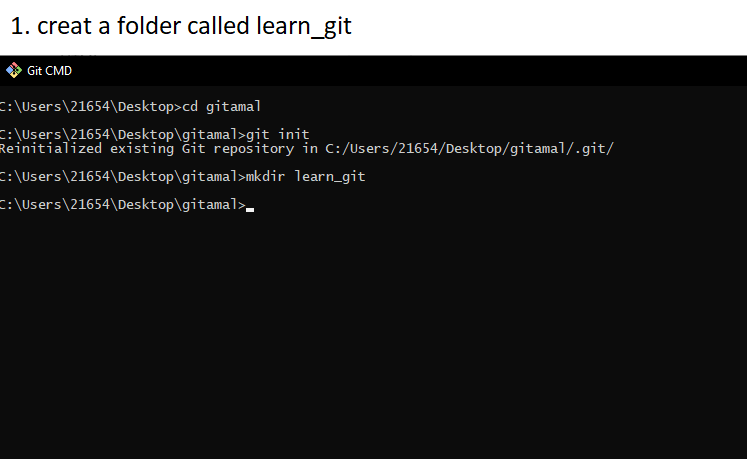 1. creat a folder called learn_git
Git CMD
C:\Users\21654\Desktop>cd gitamal
C:\Users\21654\Desktop\gitamal>git init
Reinitialized existing Git repository in C:/Users/21654/Desktop/gitamal/.git/
C:\Users\21654\Desktop\gitamal>mkdir learn_git
C:\Users\21654\Desktop\gitamal>